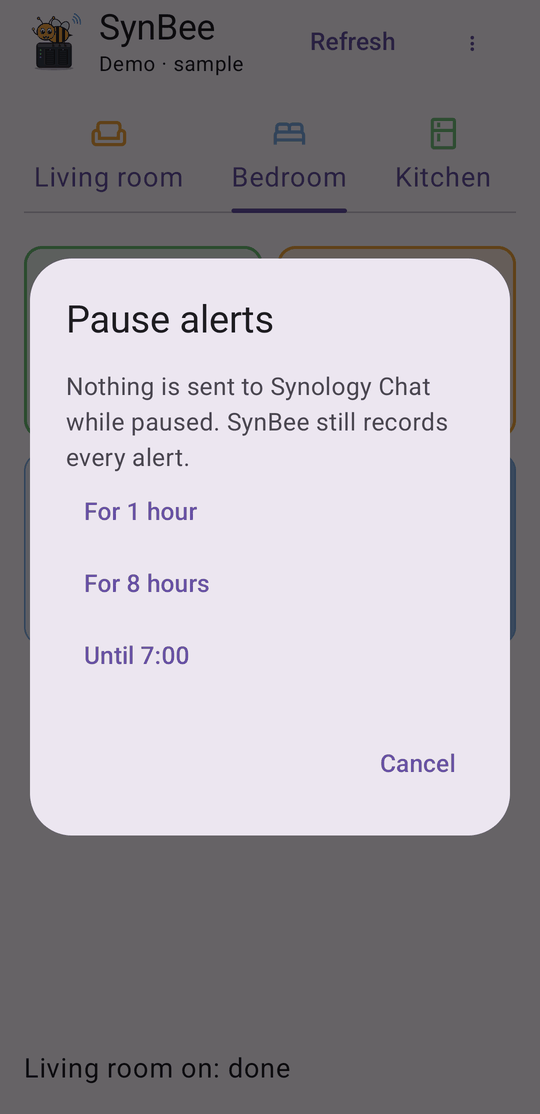 SynBee
Demo · sample
Refresh
Living room
Bedroom
Kitchen
Pause alerts
Nothing is sent to Synology Chat
while paused. SynBee still records
every alert.
For 1 hour
For 8 hours
Until 7:00
Cancel
Living room on: done